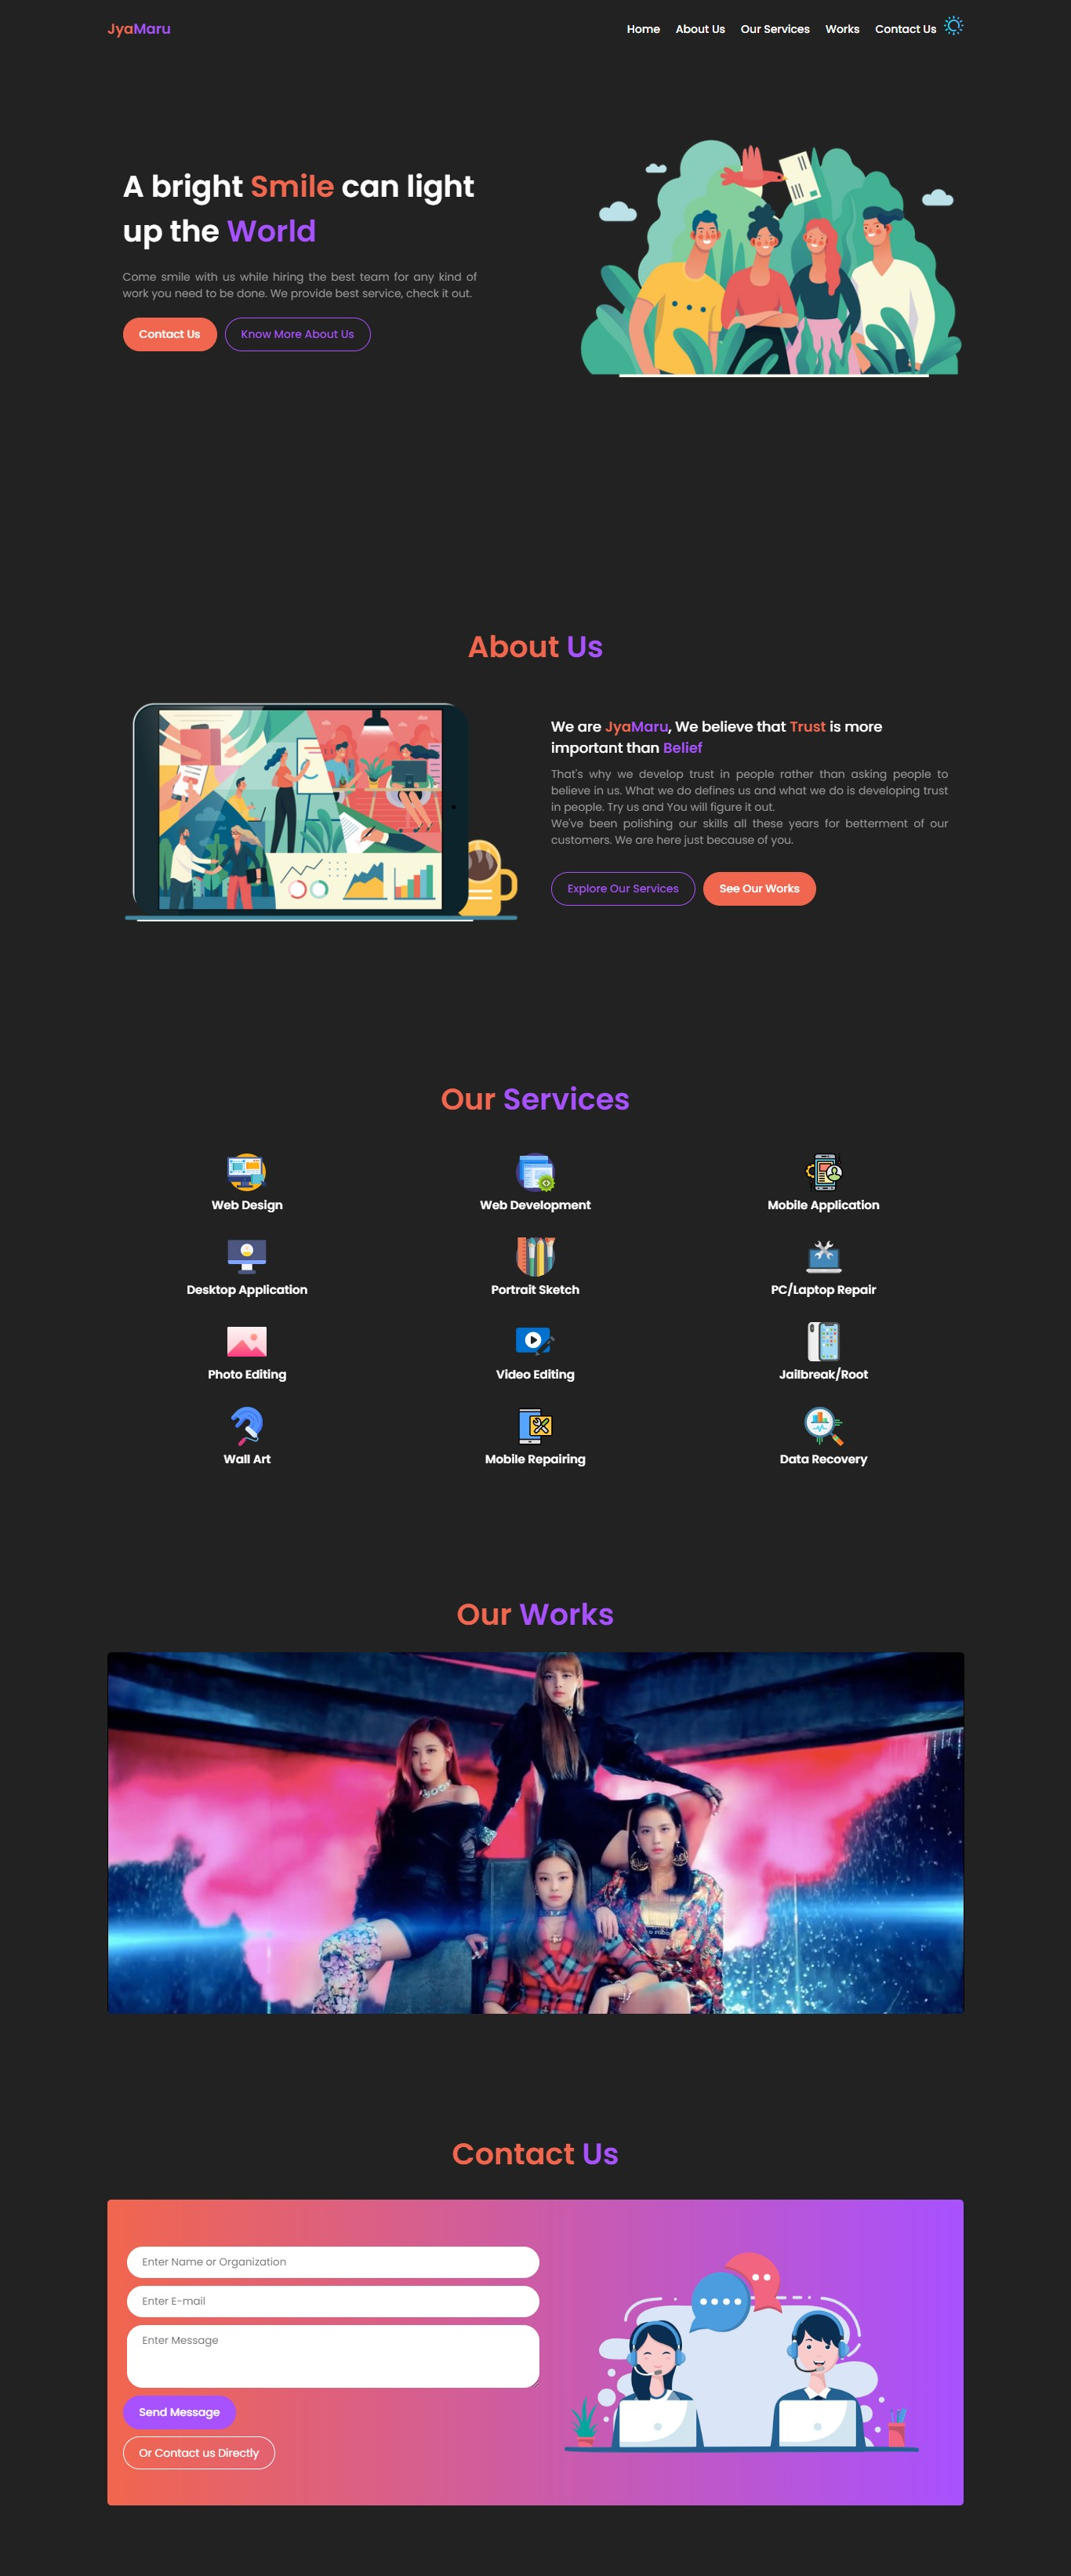 JyaMaru
Home About Us Our Services Works Contact Us
A bright Smile can light
up the World
Come smile with us while hiring the best team for any kind of
work you need to be done. We provide best service, check it out.
Contact Us Know More About Us
About Us
We are JyaMaru, We believe that Trust is more
important than Belief
That's why we develop trust in people rather than asking people to
believe in us. What we do defines us and what we do is developing trust
in people. Try us and You will figure it out.
We've been polishing our skills all these years for betterment of our
customers. We are here just because of you.
Explore Our Services See Our Works
Our Services
Web Design Web Development Mobile Application
Desktop Application Portrait Sketch PC/Laptop Repair
Photo Editing Video Editing Jailbreak/Root
Wall Art Mobile Repairing Data Recovery
Our Works
Contact Us
Enter Name or Organization
Enter E-mail
Enter Message
Send Message
Or Contact us Directly